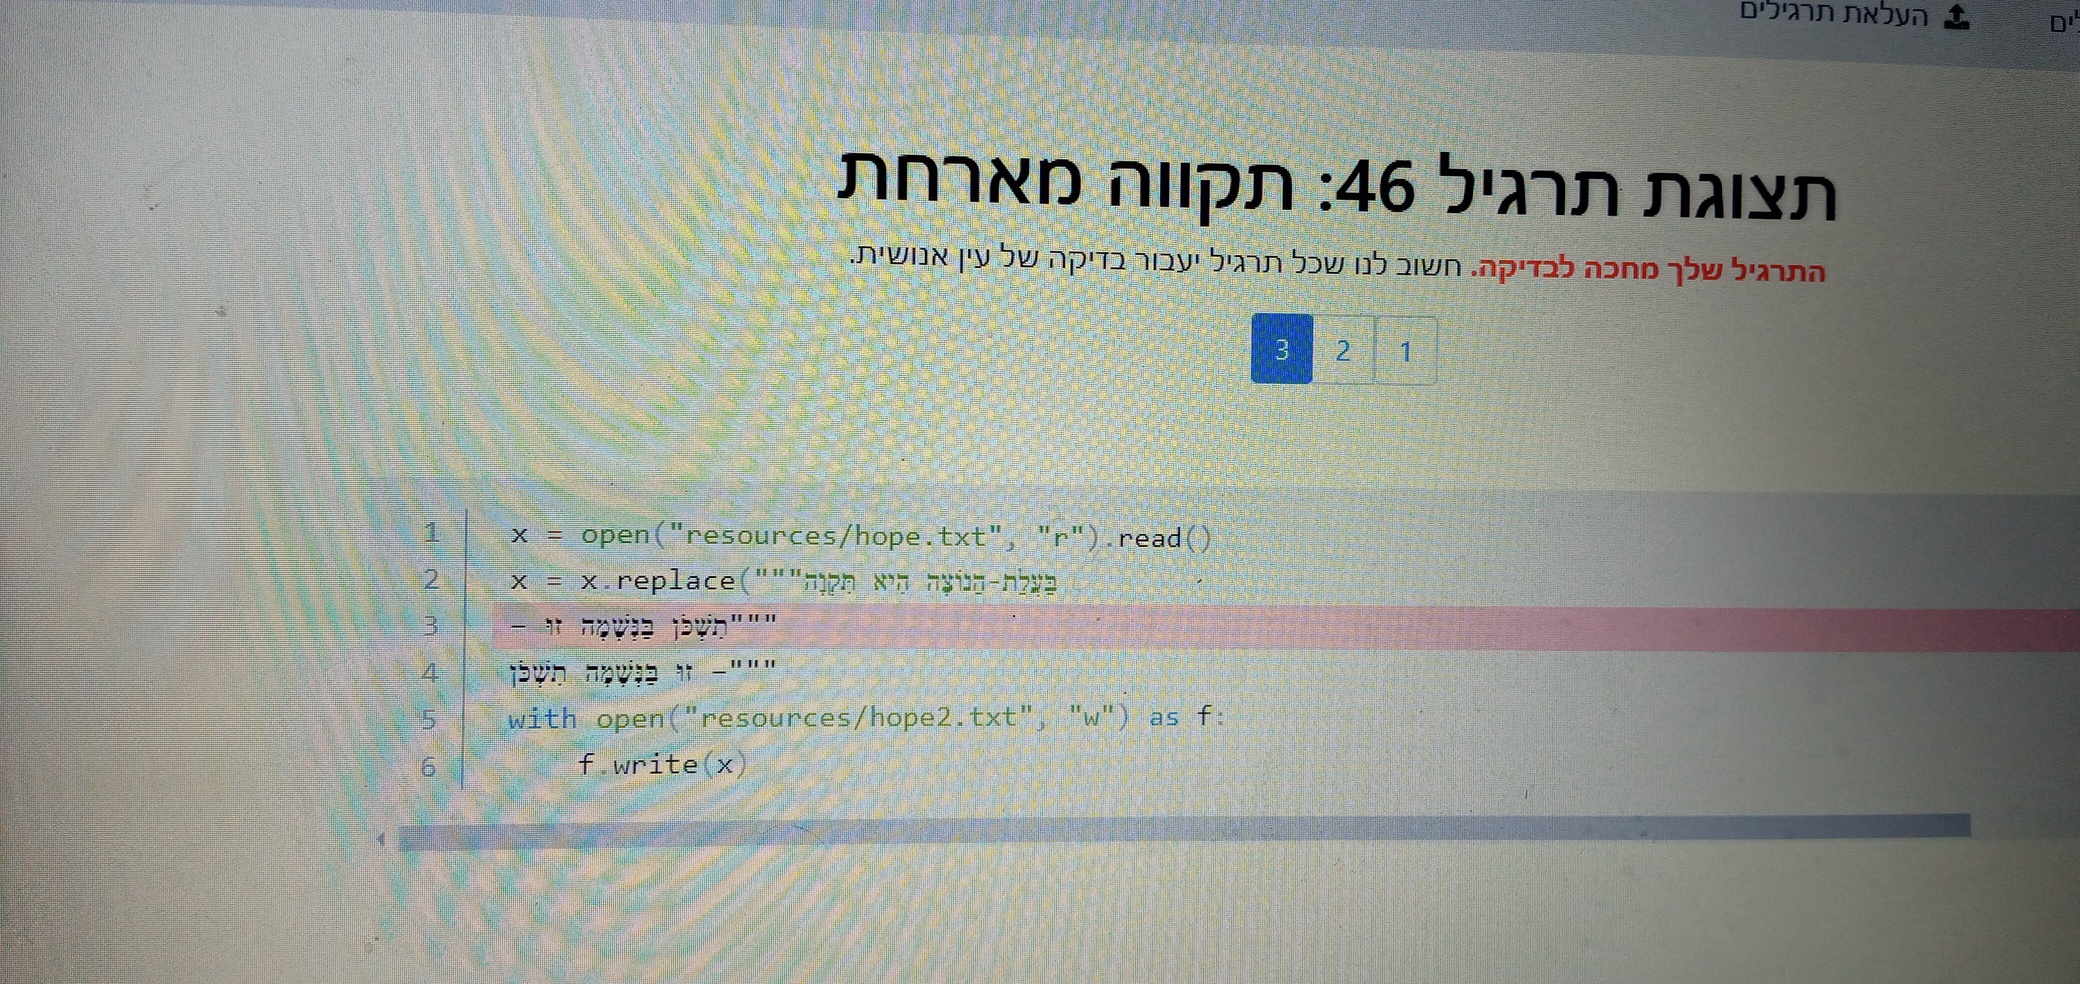 העלאת תרגילים
תצוגת תרגיל 46: תקווה מארחת
התרגיל שלך מחכה לבדיקה. חשוב לנו שכל תרגיל יעבור בדיקה של עין אנושית.
1 2 3
1 x = open("resources/hope.txt", "r").read()
2 x = x.replace("""בַּעֲלַת-הַנּוֹצָה הִיא תִּקְוָה
3 – תִּשְׁכֹּן בַּנְּשָׁמָה זוּ"""
4 תִשְׁכֹּן בַּנְּשָׁמָה זוּ –"""
5 with open("resources/hope2.txt", "w") as f:
6 f.write(x)